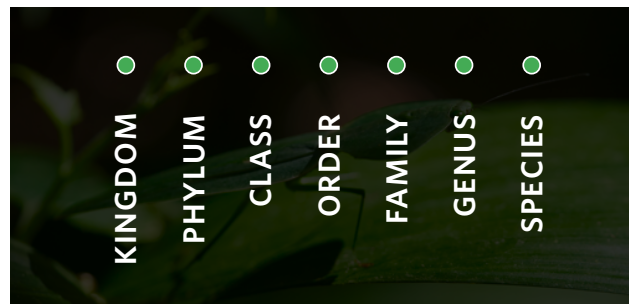 KINGDOM
PHYLUM
CLASS
ORDER
FAMILY
GENUS
SPECIES